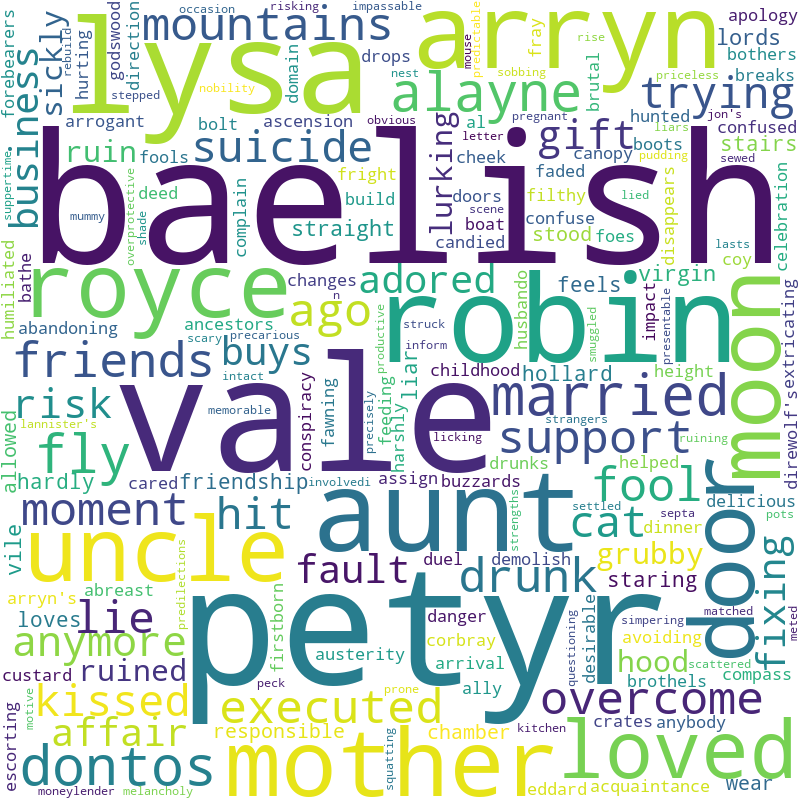 forebearers
sickly
hurting
godswood
direction
mountains
lysa
arryn
occasion
risking
impassable
apology
lords
bothers
breaks
rebuild
stepped
nobility
business
drops
domain
nest
sobbing
alayne
brutal
fray
mouse
predictable
rise
priceless
trying
arrogant
bolt
ascension
al
obvious
letter
pregnant
hunted
liars
jon's
confused
boots
stairs
suppertime
ruin
fools
suicide
cheek
lurking
faded
gift
canopy
pudding
sewed
mummy
overprotective
deed
shade
fright
filthy
doors
confuse
lied
disappears
celebration
baelish
complain
build
straight
boat
scene
candied
stood
foes
lasts
coy
humiliated
bathe
royce
changes
n
adored
feels
virgin
extricating
abandoning
ancestors
ago
robin
husbando
impact
smuggled
presentable
moon
scary
precarious
struck
inform
productive
friends
buys
intact
memorable
vale
childhood
hollard
height
direwolf's
risk
liar
feeding
harshly
married
strangers
lannister's
fly
conspiracy
fawning
precisely
licking
support
ruining
allowed
hardly
cared
friendship
involvedi
assign
buzzards
drunks
helped
fool
scattered
delicious
moment
hit
aunt
strengths
settled
septa
pots
cat
dinner
door
vile
uncle
duel
demolish
grubby
fixing
arryn's
predilections
abreast
fault
drunk
staring
loves
lie
firstborn
petyr
danger
matched
meted
anymore
austerity
corbray
simpering
avoiding
questioning
desirable
custard
ruined
arrival
hood
compass
motive
kissed
peck
ally
brothels
executed
prone
overcome
escorting
affair
responsible
chamber
kitchen
crates
anybody
dontos
squatting
mother
acquaintance
loved
moneylender
melancholy
eddard
wear